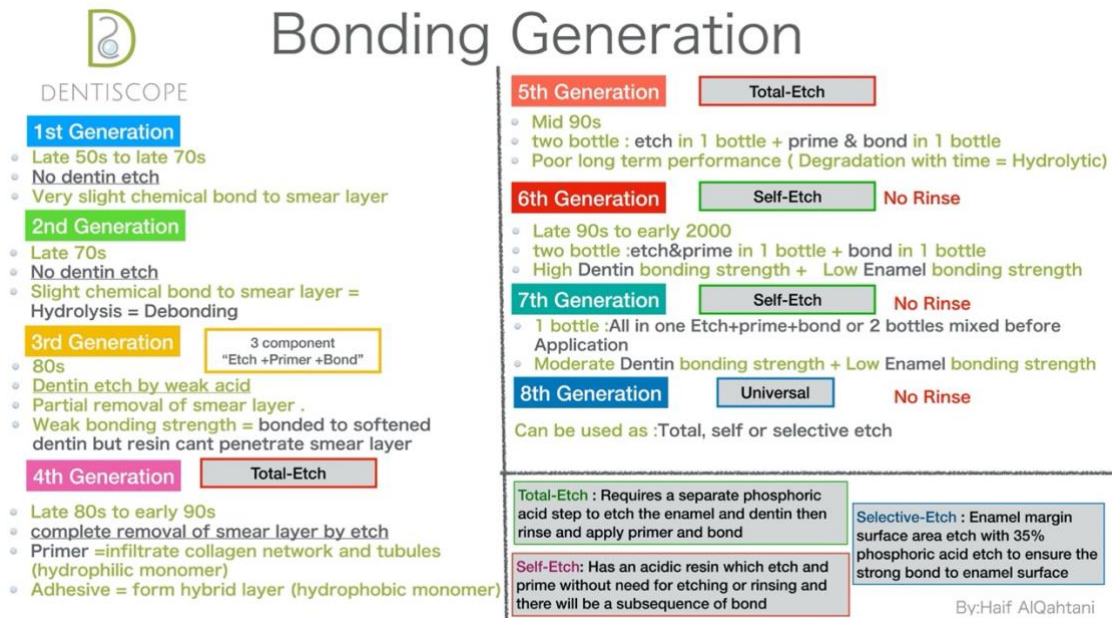 Bonding Generation
DENTISCOPE
1st Generation
Late 50s to late 70s
No dentin etch
Very slight chemical bond to smear layer
2nd Generation
Late 70s
No dentin etch
Slight chemical bond to smear layer =
Hydrolysis = Debonding
3rd Generation
3 component
“Etch +Primer +Bond”
80s
Dentin etch by weak acid
Partial removal of smear layer .
Weak bonding strength = bonded to softened
dentin but resin cant penetrate smear layer
4th Generation
Total-Etch
Late 80s to early 90s
complete removal of smear layer by etch
Primer =infiltrate collagen network and tubules
(hydrophilic monomer)
Adhesive = form hybrid layer (hydrophobic monomer)
5th Generation
Total-Etch
Mid 90s
two bottle : etch in 1 bottle + prime & bond in 1 bottle
Poor long term performance ( Degradation with time = Hydrolytic)
6th Generation
Self-Etch
No Rinse
Late 90s to early 2000
two bottle :etch&prime in 1 bottle + bond in 1 bottle
High Dentin bonding strength + Low Enamel bonding strength
7th Generation
Self-Etch
No Rinse
1 bottle :All in one Etch+prime+bond or 2 bottles mixed before
Application
Moderate Dentin bonding strength + Low Enamel bonding strength
8th Generation
Universal
No Rinse
Can be used as :Total, self or selective etch
Total-Etch : Requires a separate phosphoric
acid step to etch the enamel and dentin then
rinse and apply primer and bond
Self-Etch: Has an acidic resin which etch and
prime without need for etching or rinsing and
there will be a subsequence of bond
Selective-Etch : Enamel margin
surface area etch with 35%
phosphoric acid etch to ensure the
strong bond to enamel surface
By:Haif AlQahtani